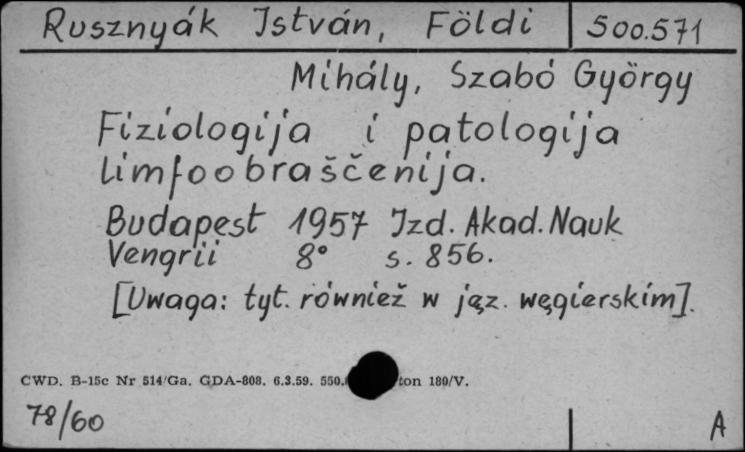 Rusznyák István, Földi 500.571
Mihály, Szabó György
Fiziologija i patologija
limfoobraščenija.
Budapest 1957 Izd. Akad. Nauk
Vengrii 8° s. 856.
[Uwaga: tyt. również w jęz. węgierskim].
CWD. B-15c Nr 514/Ga. GDA-808. 6.3.59. 550. ton 180/V.
78/60 A